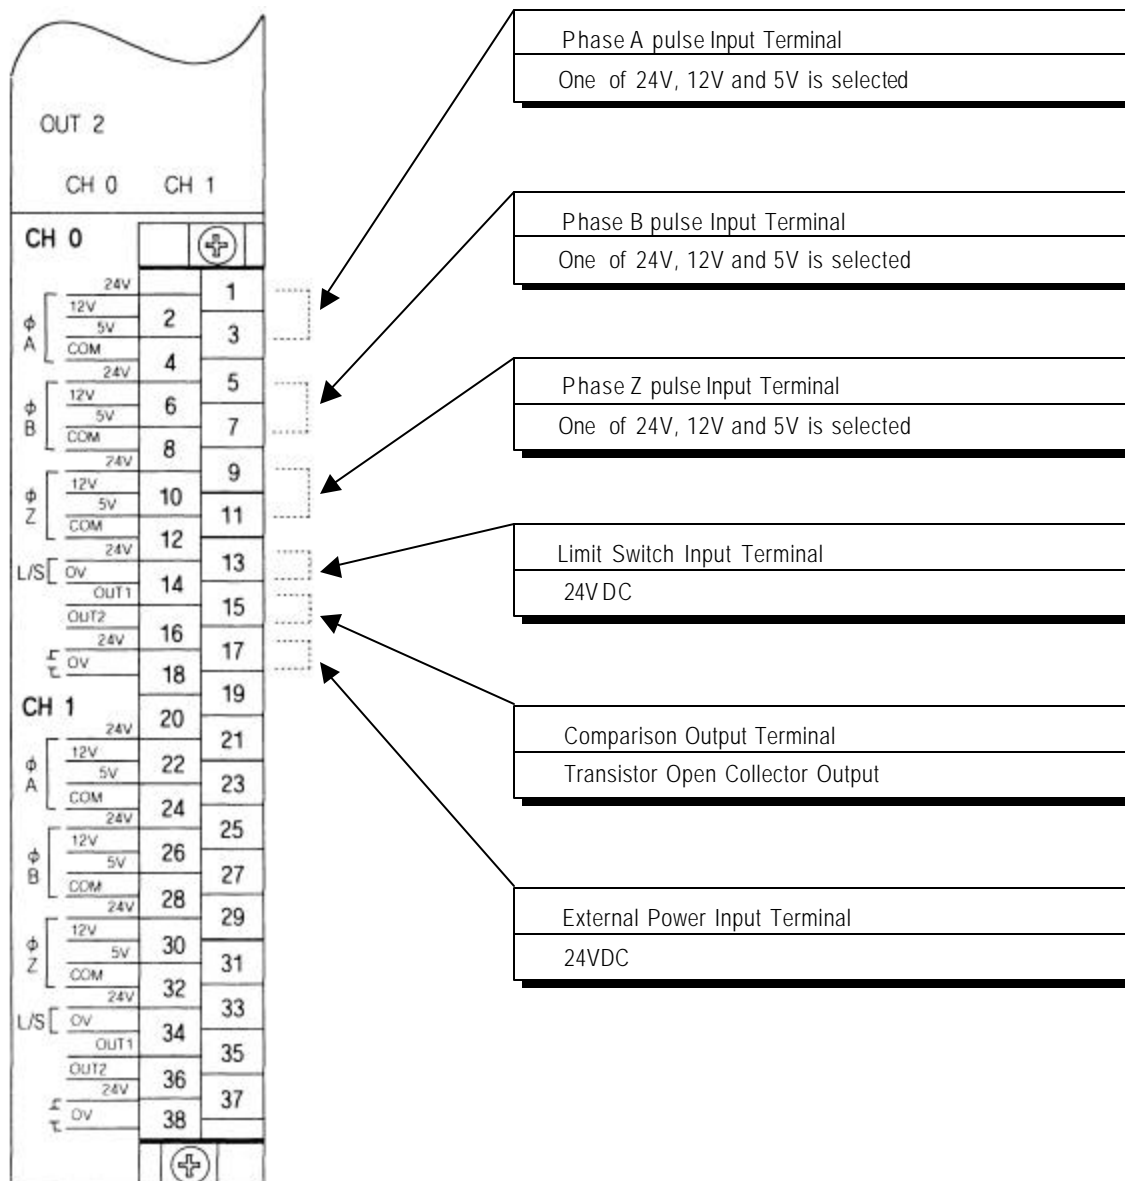 OUT 2
CH 0 CH 1
CH 0
φ A
24V
12V
5V
COM
φ B
24V
12V
5V
COM
φ Z
24V
12V
5V
COM
L/S
24V
0V
OUT1
OUT2
24V
0V
CH 1
φ A
24V
12V
5V
COM
φ B
24V
12V
5V
COM
φ Z
24V
12V
5V
COM
L/S
24V
0V
OUT1
OUT2
24V
0V
1
2
3
4
5
6
7
8
9
10
11
12
13
14
15
16
17
18
19
20
21
22
23
24
25
26
27
28
29
30
31
32
33
34
35
36
37
38
Phase A pulse Input Terminal
One of 24V, 12V and 5V is selected
Phase B pulse Input Terminal
One of 24V, 12V and 5V is selected
Phase Z pulse Input Terminal
One of 24V, 12V and 5V is selected
Limit Switch Input Terminal
24V DC
Comparison Output Terminal
Transistor Open Collector Output
External Power Input Terminal
24VDC